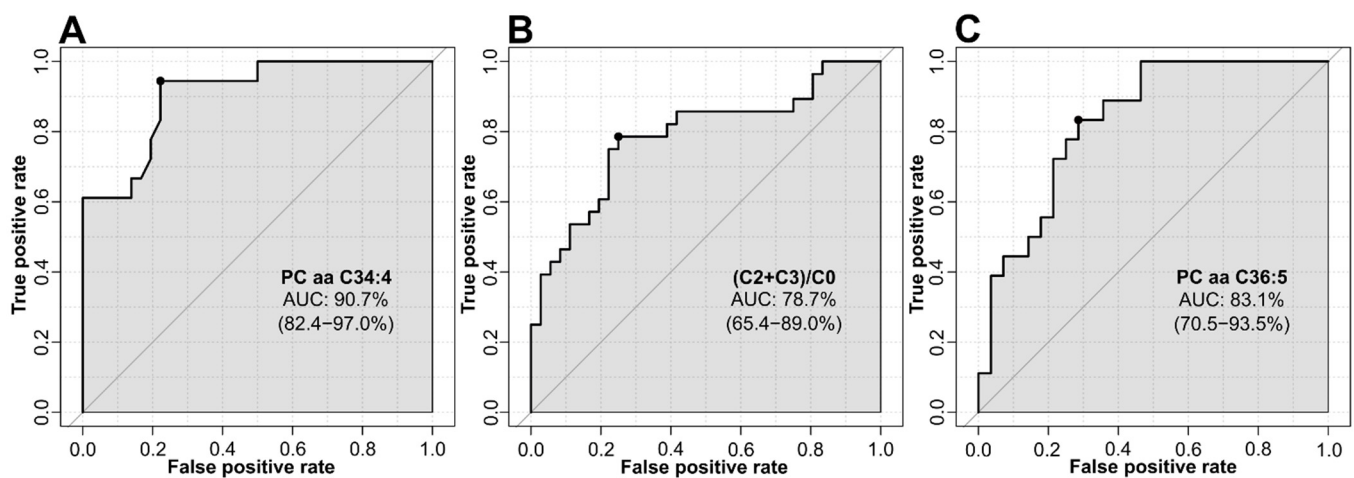 A
1.0
0.8
0.6
0.4
0.2
0.0
True positive rate
PC aa C34:4
AUC: 90.7%
(82.4−97.0%)
0.0 0.2 0.4 0.6 0.8 1.0
False positive rate
B
1.0
0.8
0.6
0.4
0.2
0.0
True positive rate
(C2+C3)/C0
AUC: 78.7%
(65.4−89.0%)
0.0 0.2 0.4 0.6 0.8 1.0
False positive rate
C
1.0
0.8
0.6
0.4
0.2
0.0
True positive rate
PC aa C36:5
AUC: 83.1%
(70.5−93.5%)
0.0 0.2 0.4 0.6 0.8 1.0
False positive rate